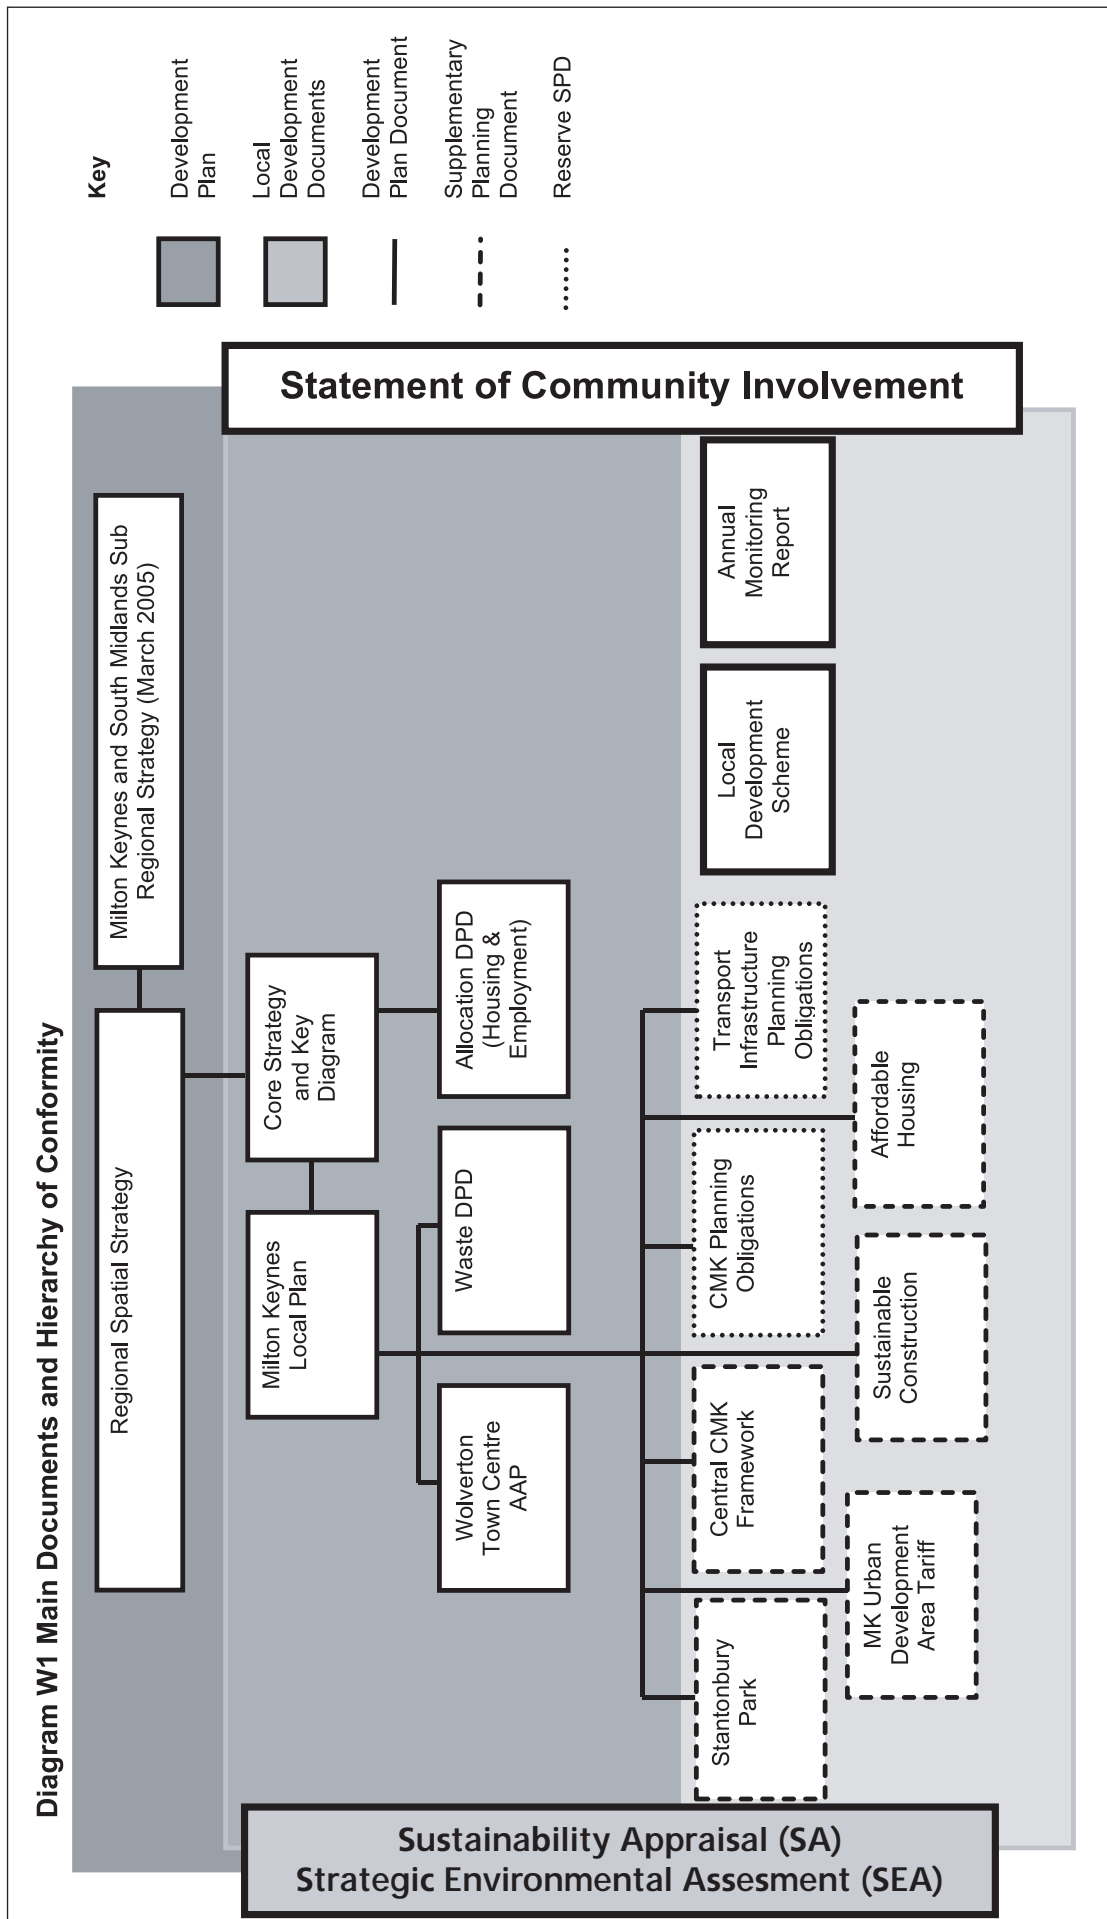 Diagram W1 Main Documents and Hierarchy of Conformity
Regional Spatial Strategy
Milton Keynes and South Midlands Sub
Regional Strategy (March 2005)
Milton Keynes
Local Plan
Core Strategy
and Key
Diagram
Wolverton
Town Centre
AAP
Waste DPD
Allocation DPD
(Housing &
Employment)
Stantonbury
Park
Central CMK
Framework
CMK Planning
Obligations
Transport
Infrastructure
Planning
Obligations
Local
Development
Scheme
Annual
Monitoring
Report
MK Urban
Development
Area Tariff
Sustainable
Construction
Affordable
Housing
Sustainability Appraisal (SA)
Strategic Environmental Assesment (SEA)
Statement of Community Involvement
Key
Development
Plan
Local
Development
Documents
Development
Plan Document
Supplementary
Planning
Document
Reserve SPD